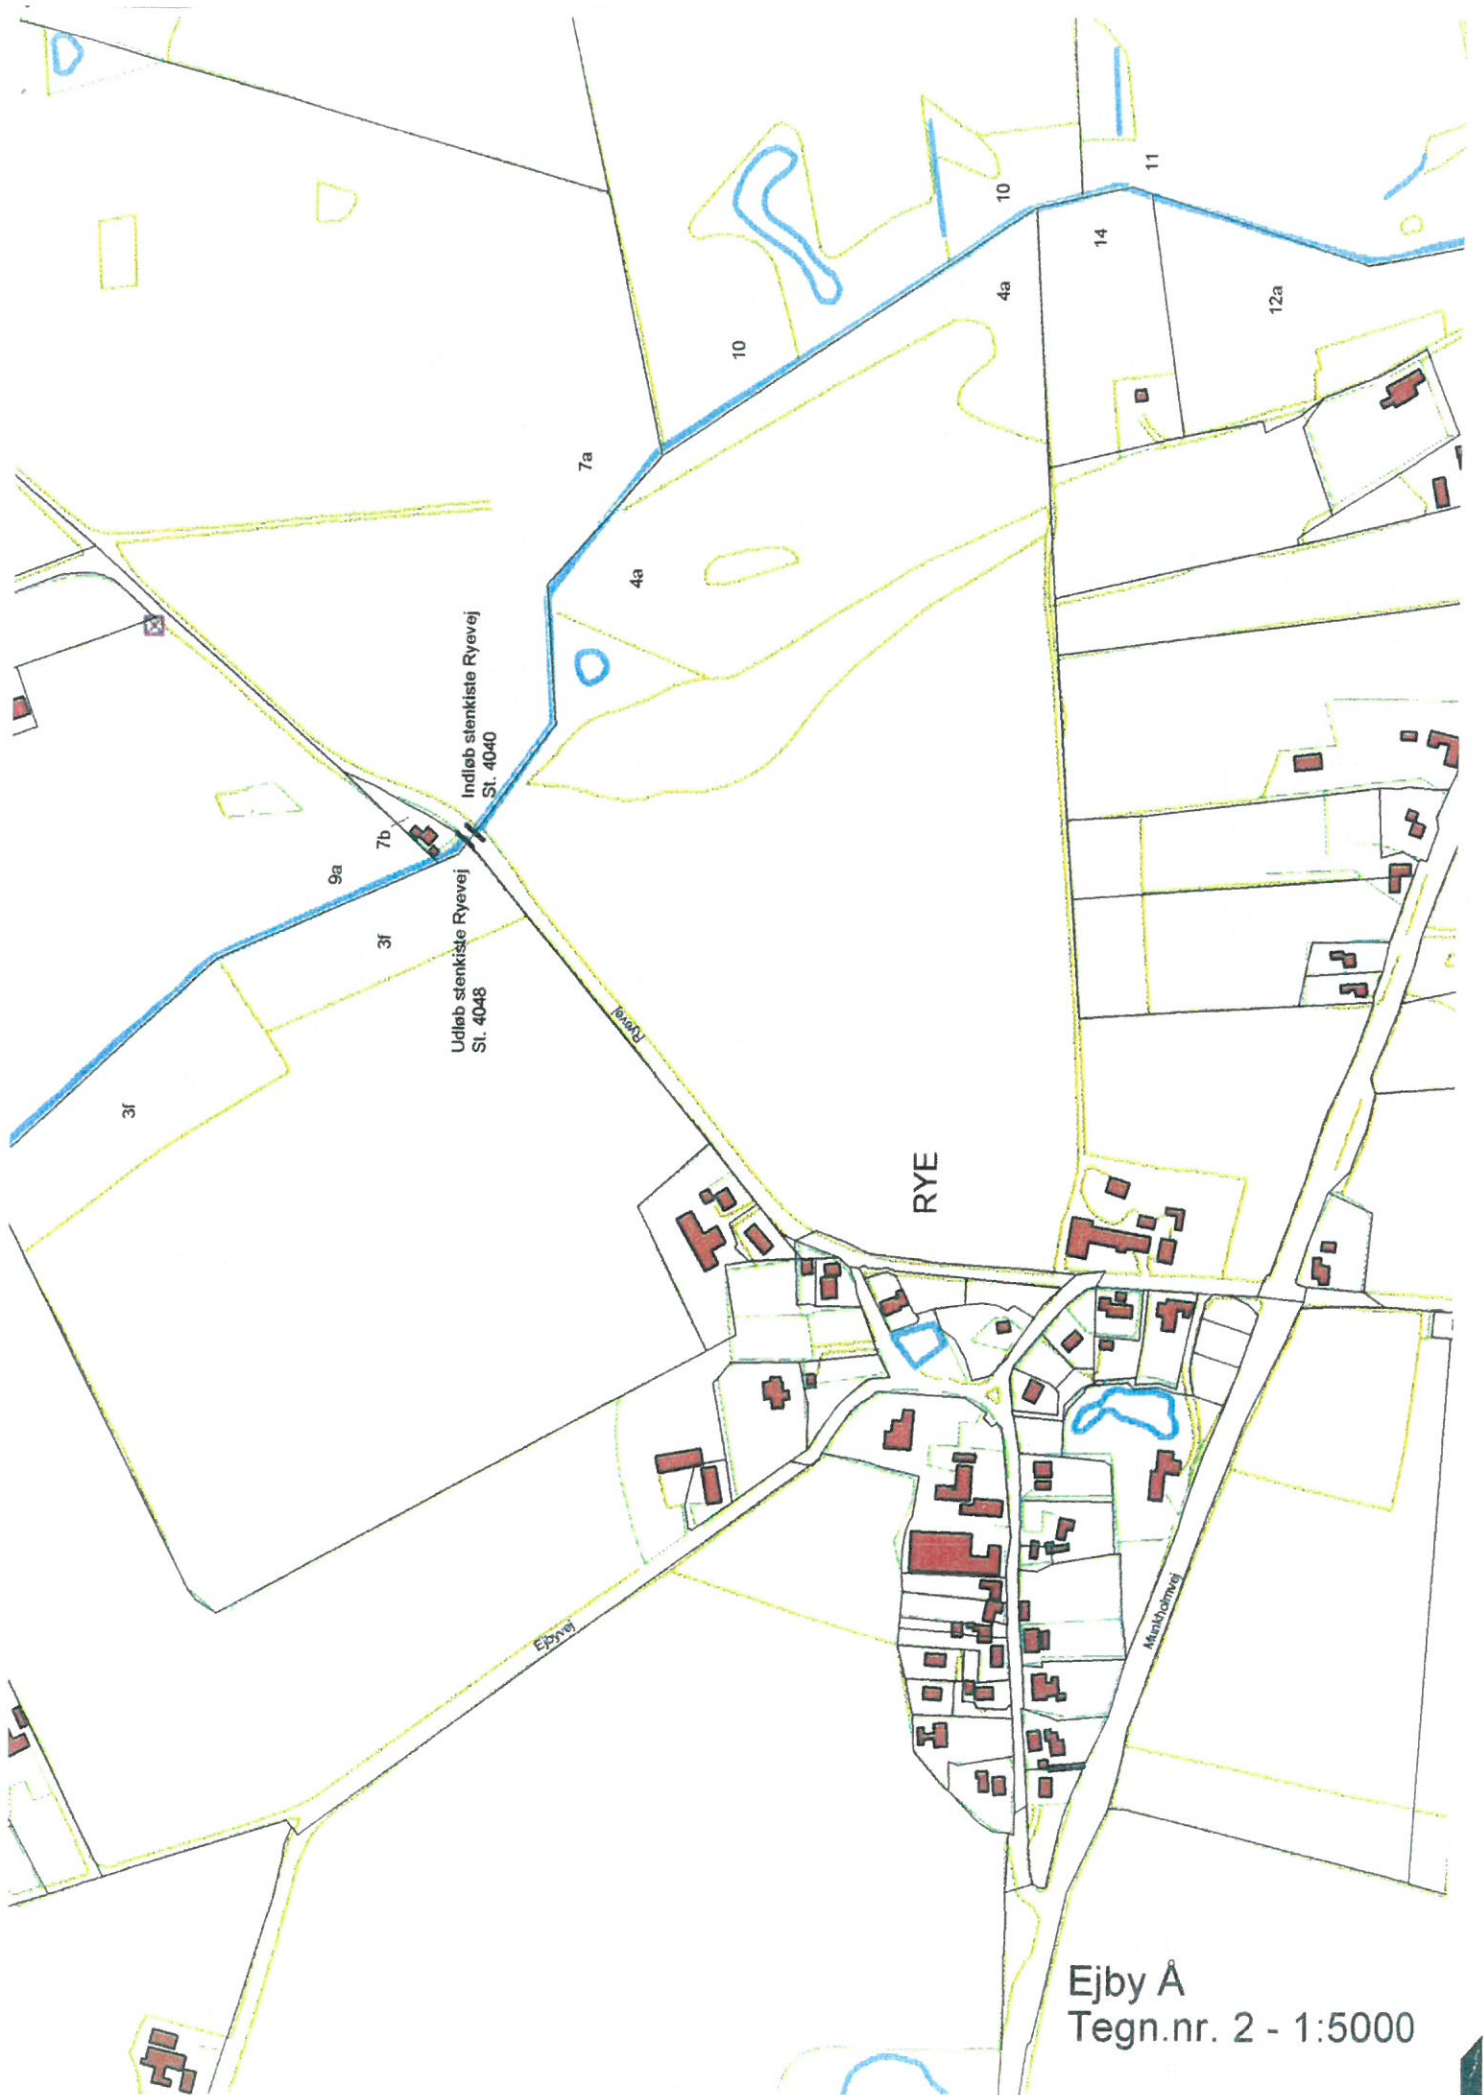 10
11
14
4a
12a
10
7a
4a
Indløb stenkiste Ryevej
St. 4040
7b
9a
3f
Udløb stenkiste Ryevej
St. 4048
3f
Ryevej
RYE
Ejbyvej
Munkholmvej
Ejby Å
Tegn.nr. 2 - 1:5000